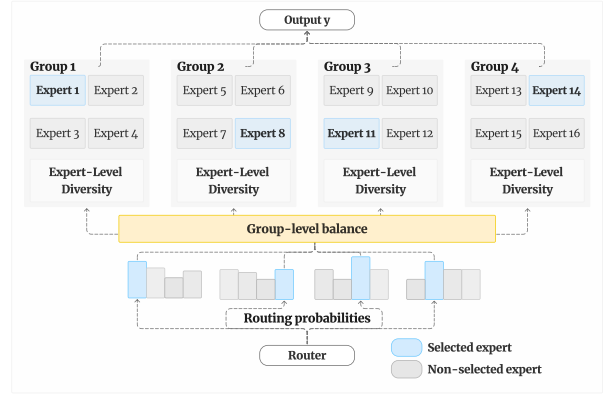 Output y
Group 1
Group 2
Group 3
Group 4
Expert 1
Expert 2
Expert 5
Expert 6
Expert 9
Expert 10
Expert 13
Expert 14
Expert 3
Expert 4
Expert 7
Expert 8
Expert 11
Expert 12
Expert 15
Expert 16
Expert-Level
Diversity
Expert-Level
Diversity
Expert-Level
Diversity
Expert-Level
Diversity
Group-level balance
Routing probabilities
Router
Selected expert
Non-selected expert